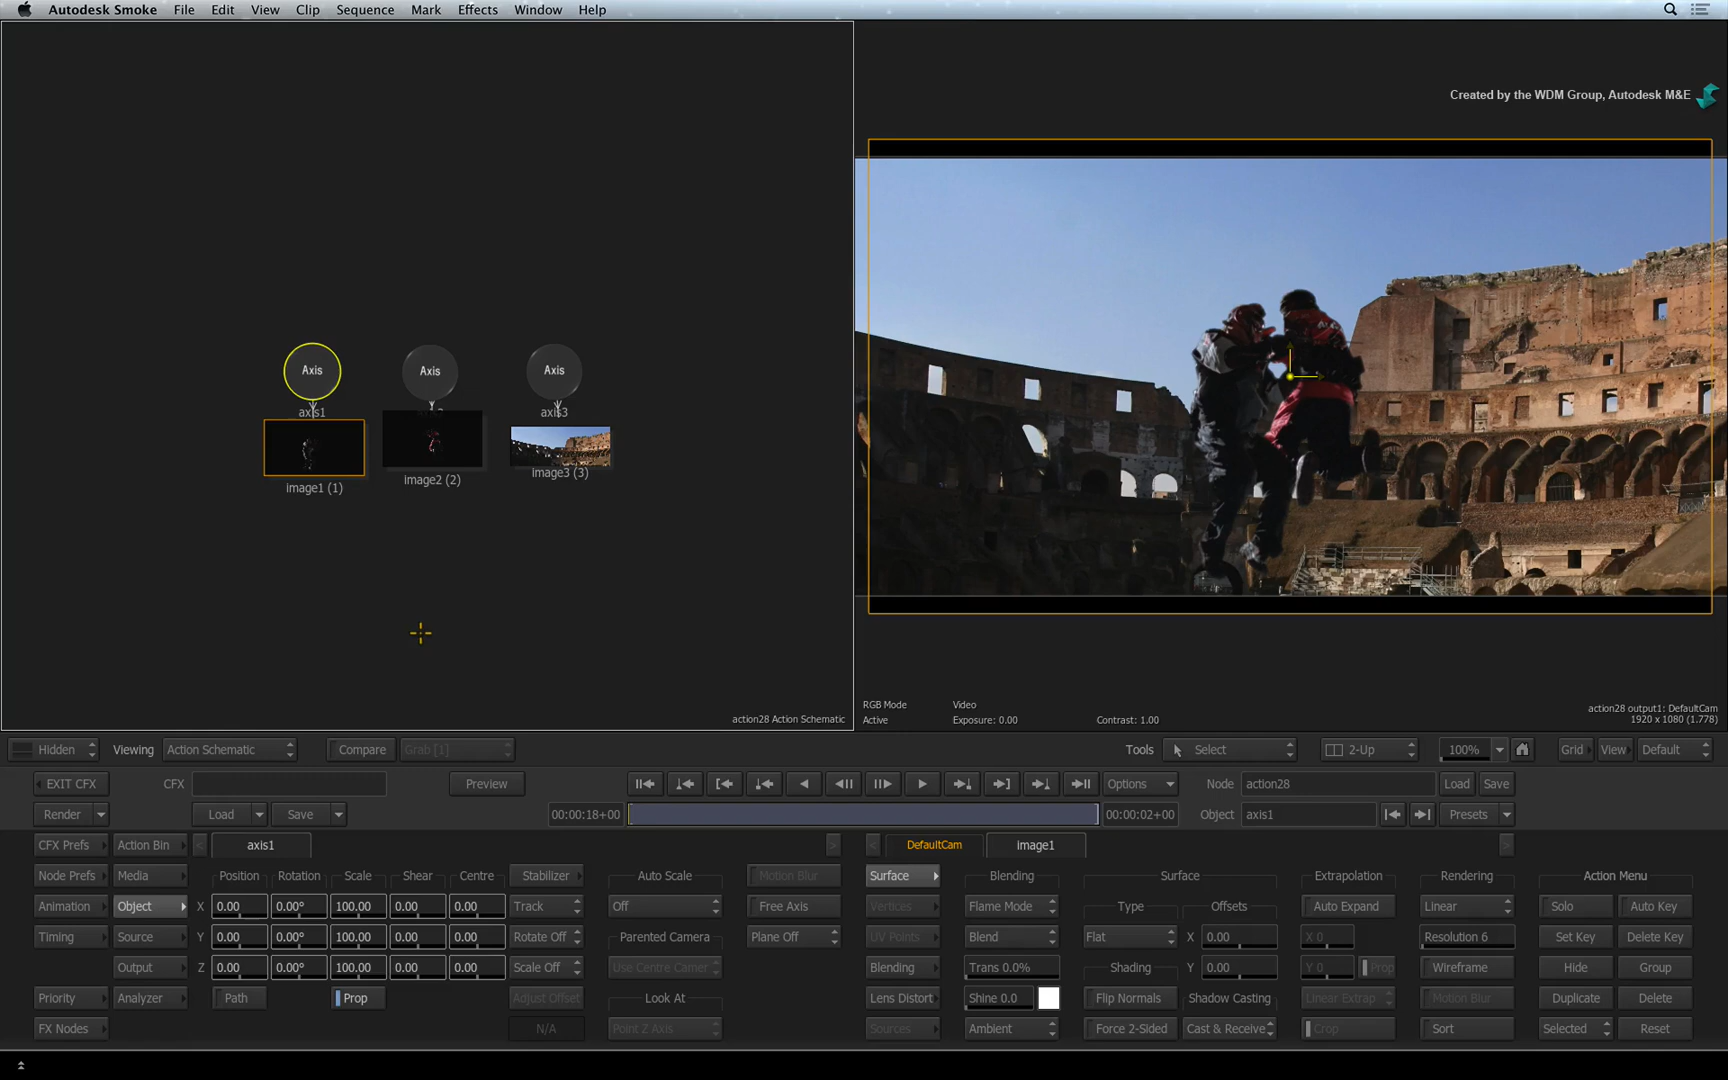 Autodesk Smoke File Edit View Clip Sequence Mark Effects Window Help
Created by the WDM Group, Autodesk M&E
Axis Axis Axis
axis1 axis3
image1 (1) image2 (2) image3 (3)
action28 Action Schematic
RGB Mode Video
Active Exposure: 0.00 Contrast: 1.00
action28 output1: DefaultCam
1920 x 1080 (1.778)
Hidden Viewing Action Schematic Compare Grab [1] Tools Select 2-Up 100% Grid View Default
EXIT CFX CFX Preview Options Node action28 Load Save
Render Load Save 00:00:18+00 00:00:02+00 Object axis1 Presets
CFX Prefs Action Bin < axis1 > < DefaultCam image1 >
Node Prefs Media Position Rotation Scale Shear Centre Stabilizer Auto Scale Motion Blur Surface Blending Surface Extrapolation Rendering Action Menu
Animation Object X 0.00 0.00° 100.00 0.00 0.00 Track Off Free Axis Vertices Flame Mode Type Offsets Auto Expand Linear Solo Auto Key
Timing Source Y 0.00 0.00° 100.00 0.00 0.00 Rotate Off Parented Camera Plane Off UV Points Blend Flat X 0.00 X 0 Resolution 6 Set Key Delete Key
Output Z 0.00 0.00° 100.00 0.00 0.00 Scale Off Use Centre Camer Blending Trans 0.0% Shading Y 0.00 Y 0 Prop Wireframe Hide Group
Priority Analyzer Path Prop Adjust Offset Look At Lens Distort Shine 0.0 Flip Normals Shadow Casting Linear Extrap Motion Blur Duplicate Delete
FX Nodes N/A Point Z Axis Sources Ambient Force 2-Sided Cast & Receive Crop Sort Selected Reset